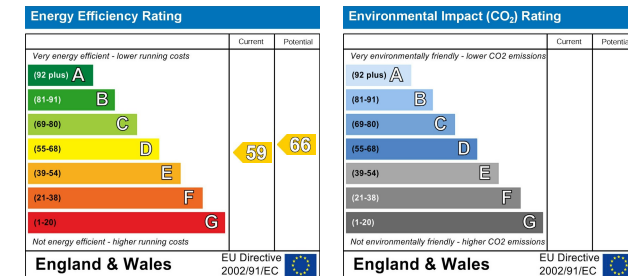 Energy Efficiency Rating
Current Potential
Very energy efficient - lower running costs
(92 plus) A
(81-91) B
(69-80) C
(55-68) D
59 66
(39-54) E
(21-38) F
(1-20) G
Not energy efficient - higher running costs
England & Wales
EU Directive
2002/91/EC
Environmental Impact (CO₂) Rating
Current Potential
Very environmentally friendly - lower CO2 emissions
(92 plus) A
(81-91) B
(69-80) C
(55-68) D
(39-54) E
(21-38) F
(1-20) G
Not environmentally friendly - higher CO2 emissions
England & Wales
EU Directive
2002/91/EC